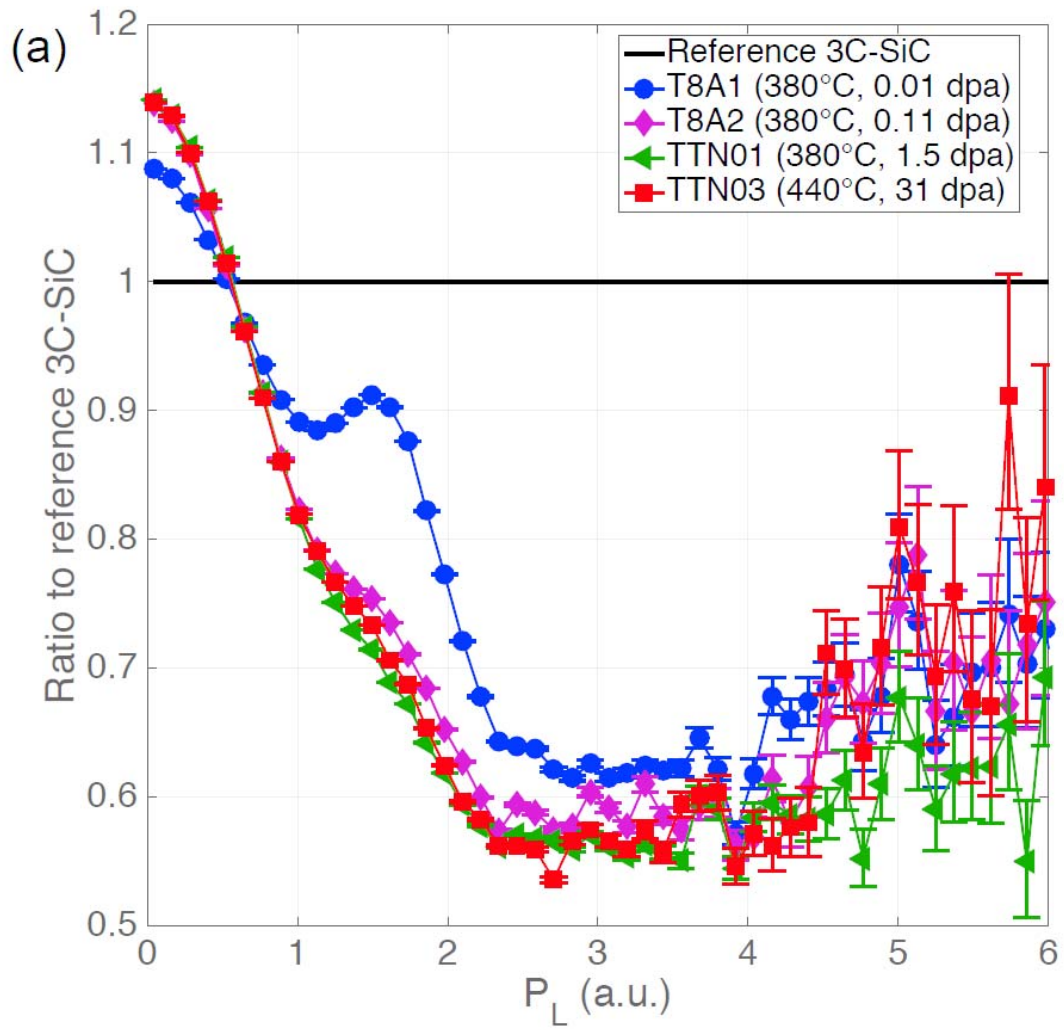 (a)
1.2
1.1
1
0.9
0.8
0.7
0.6
0.5
Ratio to reference 3C-SiC
Reference 3C-SiC
T8A1 (380°C, 0.01 dpa)
T8A2 (380°C, 0.11 dpa)
TTN01 (380°C, 1.5 dpa)
TTN03 (440°C, 31 dpa)
0 1 2 3 4 5 6
P_L (a.u.)